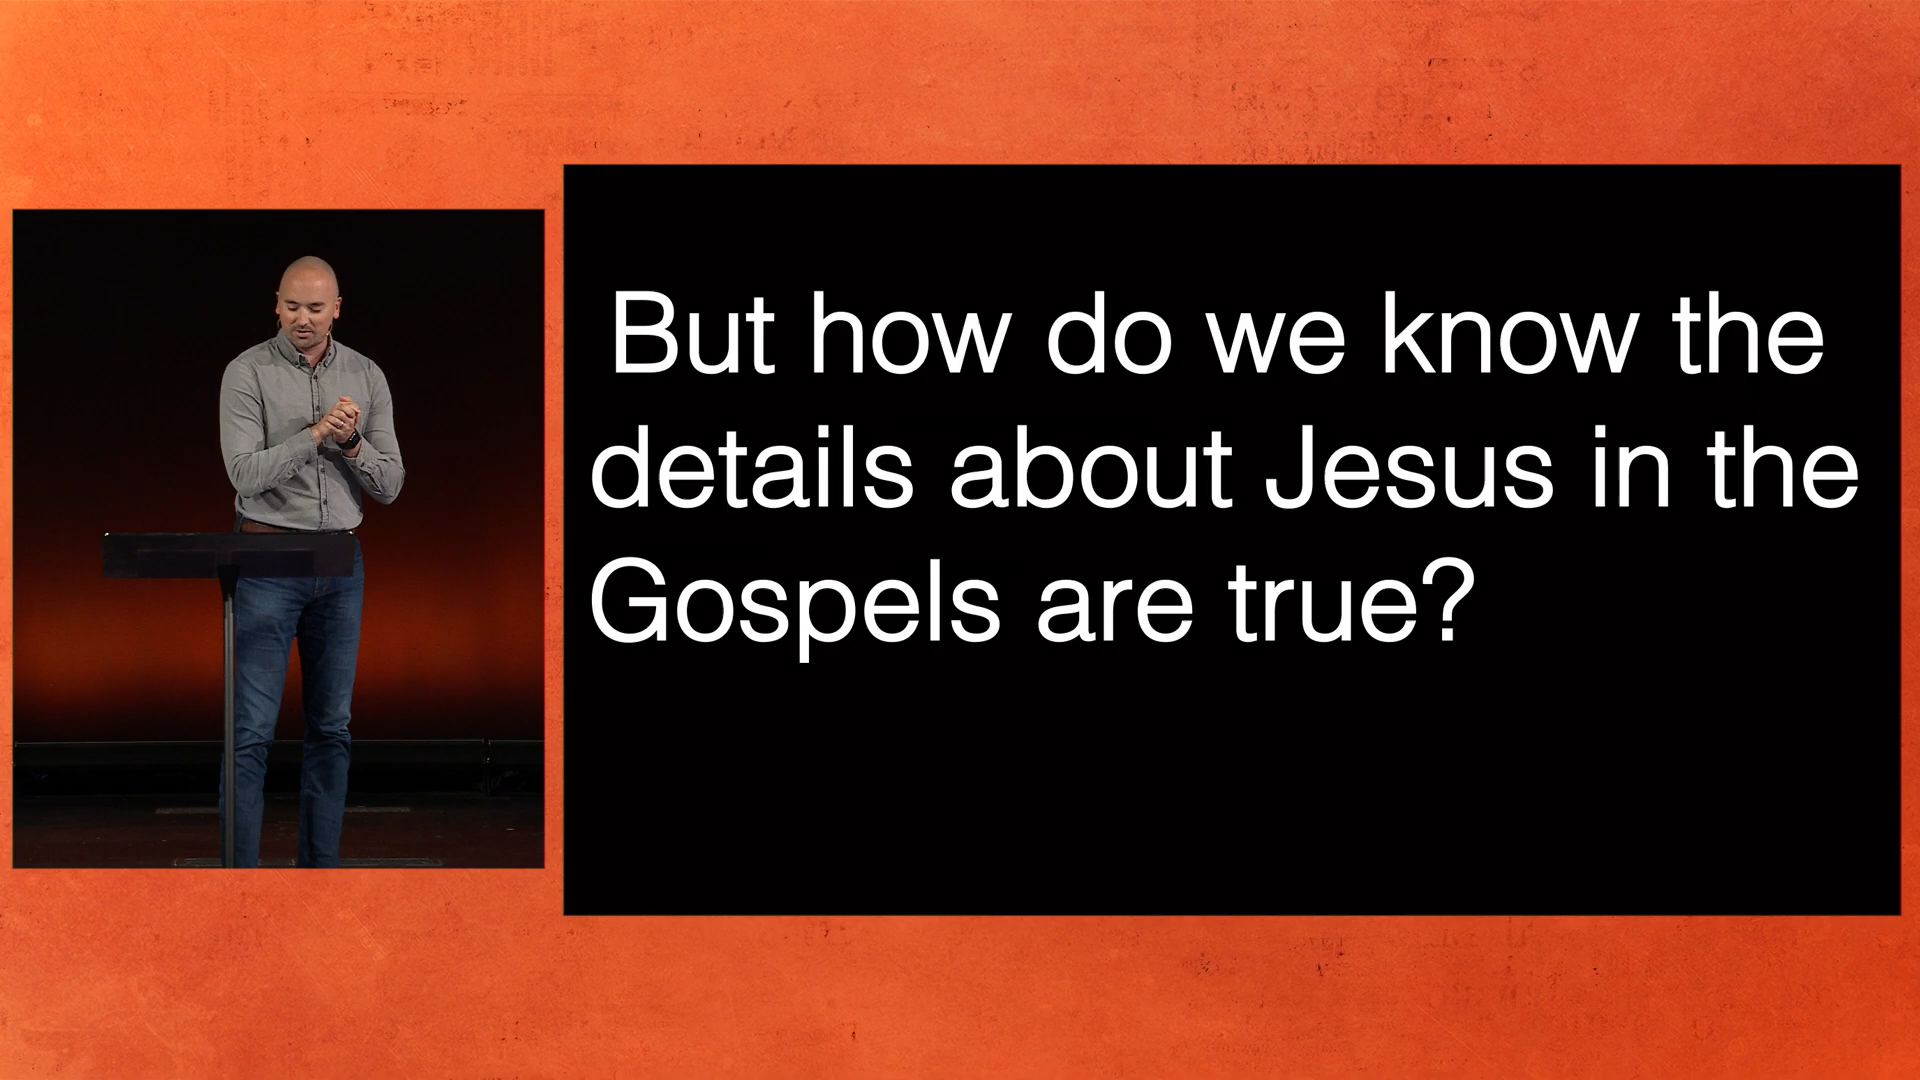 But how do we know the
details about Jesus in the
Gospels are true?